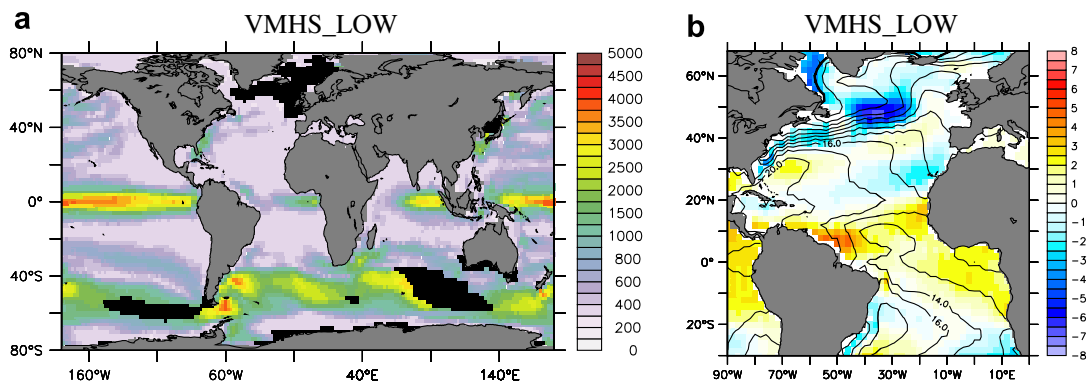 a
VMHS_LOW
80°N
40°N
0°
40°S
80°S
160°W
60°W
40°E
140°E
5000
4500
4000
3500
3000
2500
2000
1500
1000
800
600
400
200
0
b
VMHS_LOW
60°N
40°N
20°N
0°
20°S
90°W
70°W
50°W
30°W
10°W
10°E
16.0
20.0
14.0
16.0
8
7
6
5
4
3
2
1
0
-1
-2
-3
-4
-5
-6
-7
-8